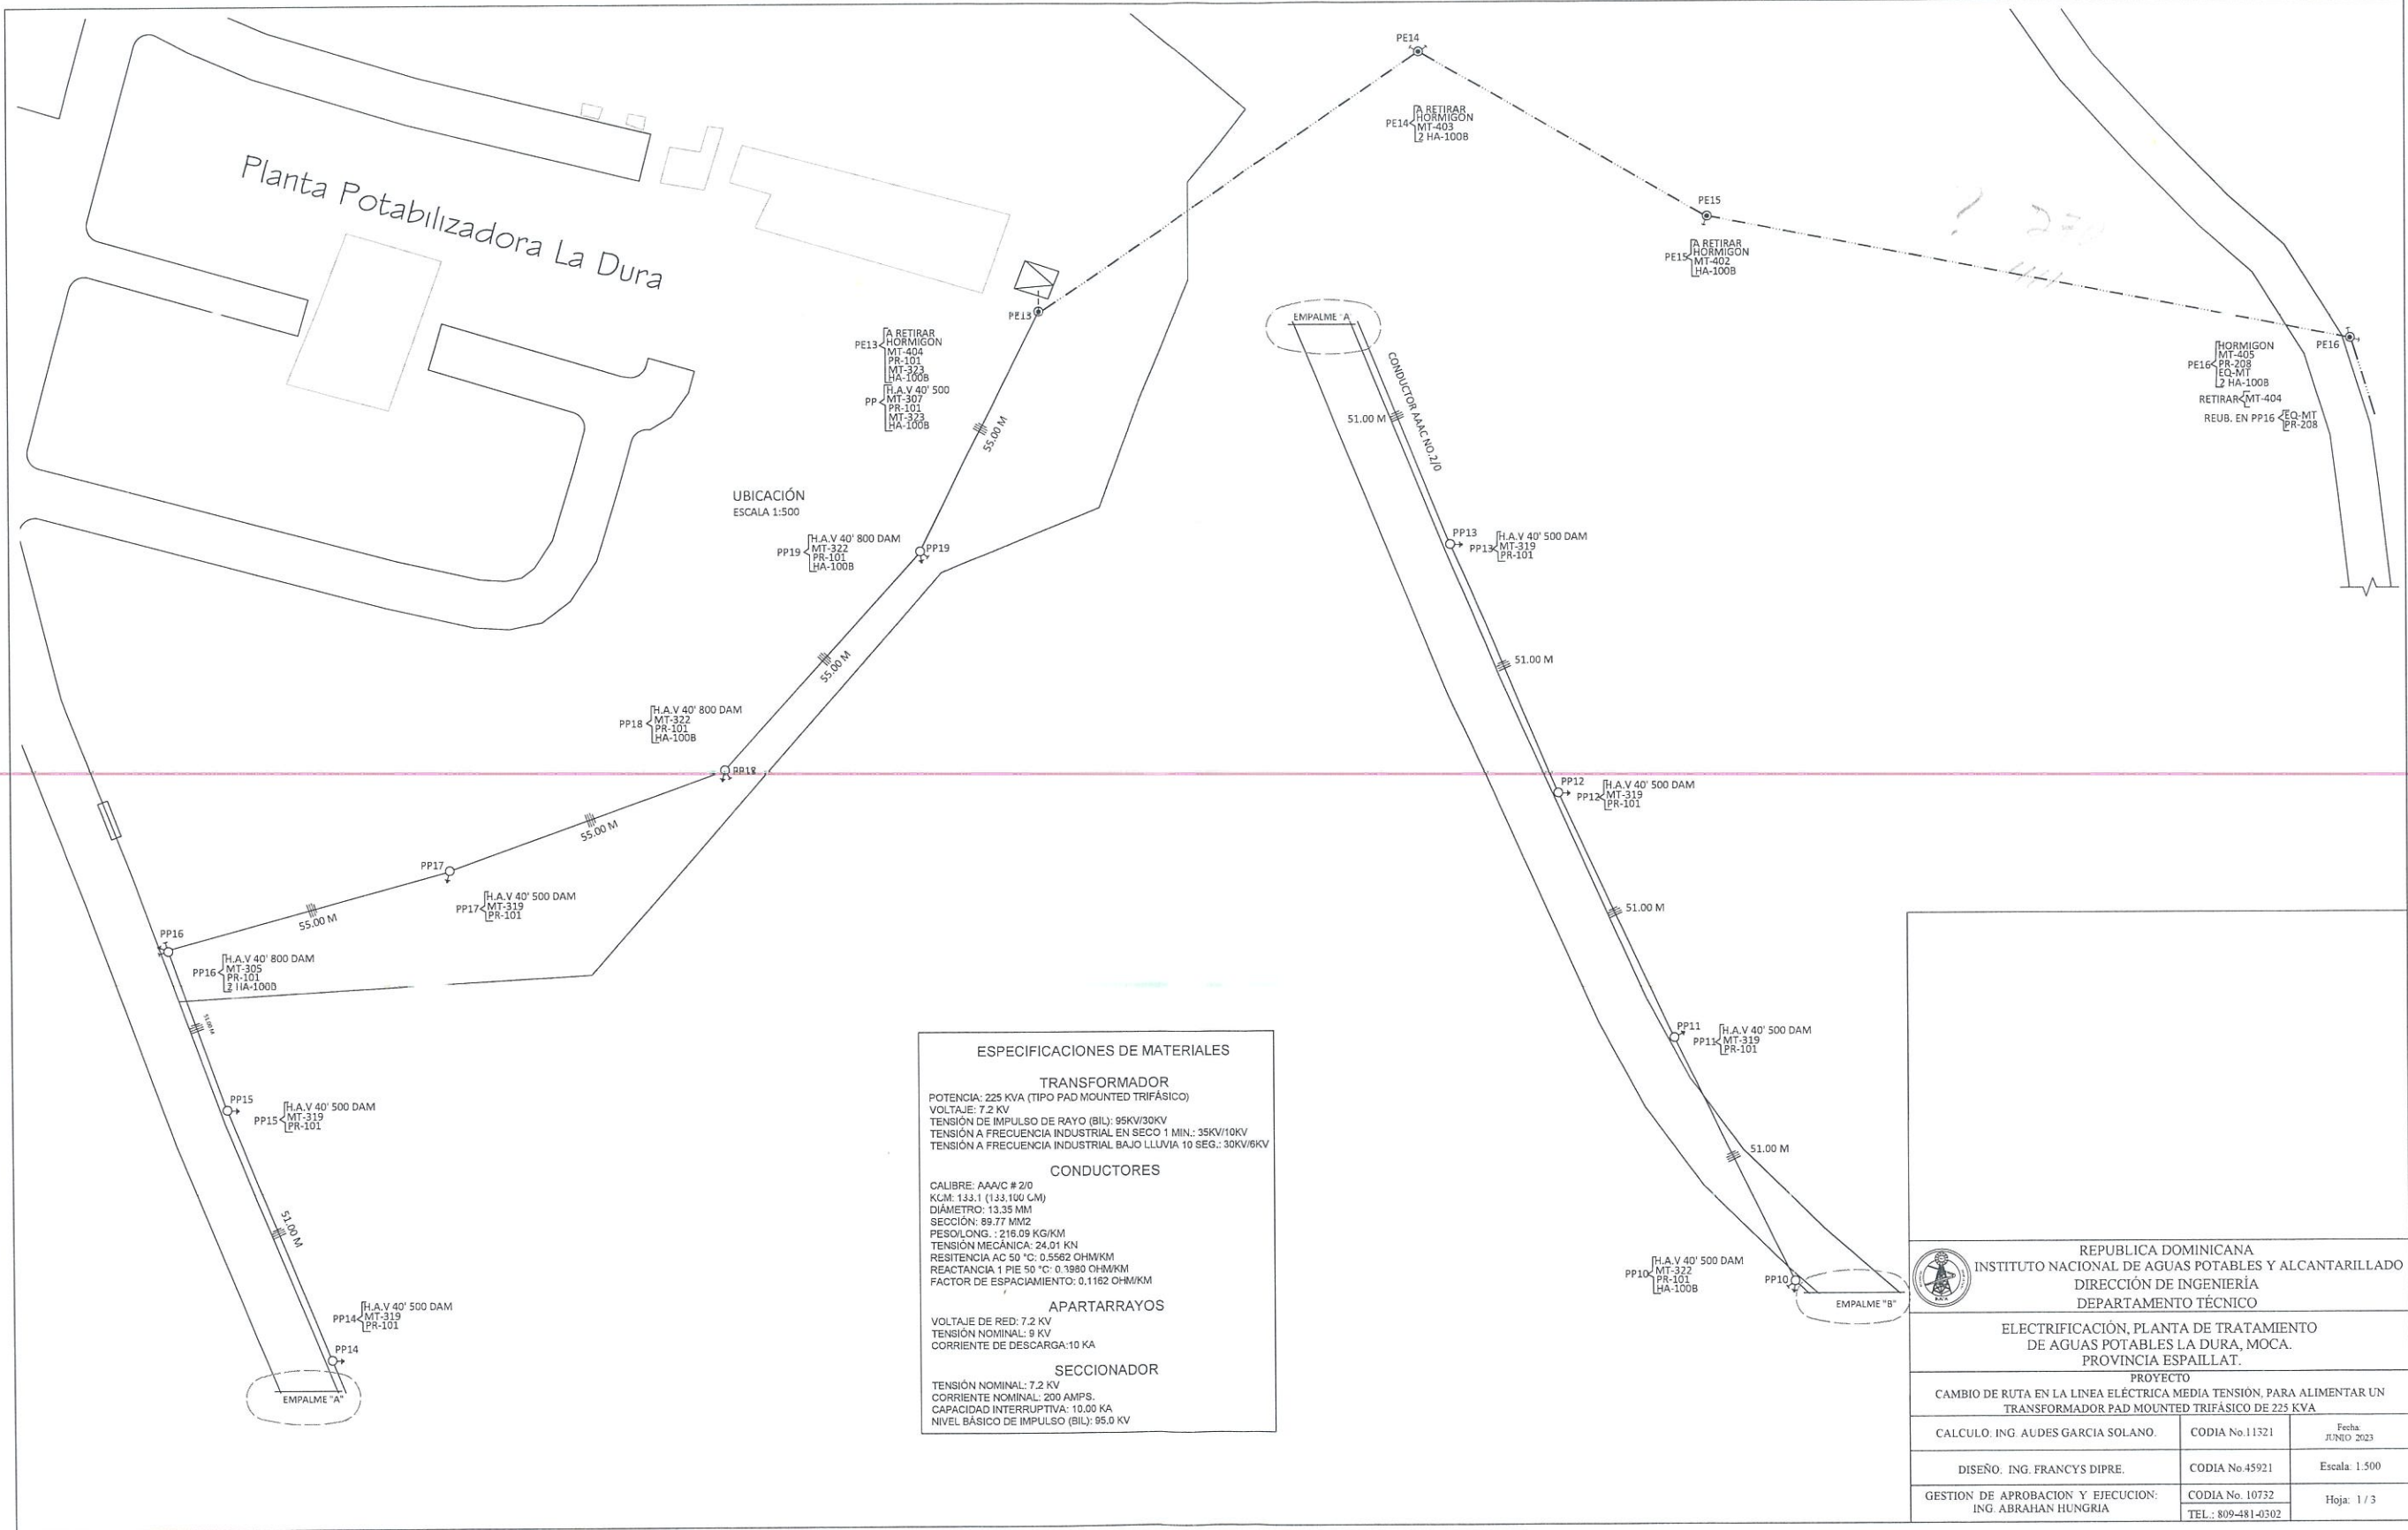 PE14
PE14
A RETIRAR
HORMIGON
MT-403
2 HA-100B
PE15
PE15
A RETIRAR
HORMIGON
MT-402
HA-100B
Planta Potabilizadora La Dura
PE13
PE13
A RETIRAR
HORMIGON
MT-404
PR-101
MT-323
HA-100B
PP
H.A.V 40' 500
MT-307
PR-101
MT-323
HA-100B
55.00 M
EMPALME "A
CONDUCTOR AAAC NO.2/0
51.00 M
PE16
PE16
HORMIGON
MT-405
PR-208
EQ-MT
2 HA-100B
RETIRAR
MT-404
REUB. EN PP16
EQ-MT
PR-208
UBICACIÓN
ESCALA 1:500
PP19
H.A.V 40' 800 DAM
MT-322
PR-101
HA-100B
PP19
PP13
PP13
H.A.V 40' 500 DAM
MT-319
PR-101
55.00 M
51.00 M
PP18
H.A.V 40' 800 DAM
MT-322
PR-101
HA-100B
PP18
PP12
PP12
H.A.V 40' 500 DAM
MT-319
PR-101
55.00 M
PP17
PP17
H.A.V 40' 500 DAM
MT-319
PR-101
55.00 M
51.00 M
PP16
PP16
H.A.V 40' 800 DAM
MT-305
PR-101
2 HA-100B
51.00 M
PP11
PP11
H.A.V 40' 500 DAM
MT-319
PR-101
PP15
PP15
H.A.V 40' 500 DAM
MT-319
PR-101
51.00 M
51.00 M
PP10
H.A.V 40' 500 DAM
MT-322
PR-101
HA-100B
PP10
EMPALME "B"
PP14
H.A.V 40' 500 DAM
MT-319
PR-101
PP14
EMPALME "A"
ESPECIFICACIONES DE MATERIALES
TRANSFORMADOR
POTENCIA: 225 KVA (TIPO PAD MOUNTED TRIFÁSICO)
VOLTAJE: 7.2 KV
TENSIÓN DE IMPULSO DE RAYO (BIL): 95KV/30KV
TENSIÓN A FRECUENCIA INDUSTRIAL EN SECO 1 MIN.: 35KV/10KV
TENSIÓN A FRECUENCIA INDUSTRIAL BAJO LLUVIA 10 SEG.: 30KV/6KV
CONDUCTORES
CALIBRE: AAA/C # 2/0
KCM: 133.1 (133,100 CM)
DIÁMETRO: 13.35 MM
SECCIÓN: 89.77 MM2
PESO/LONG. : 216.09 KG/KM
TENSIÓN MECÁNICA: 24.01 KN
RESITENCIA AC 50 °C: 0.5562 OHM/KM
REACTANCIA 1 PIE 50 °C: 0.3980 OHM/KM
FACTOR DE ESPACIAMIENTO: 0.1162 OHM/KM
APARTARRAYOS
VOLTAJE DE RED: 7.2 KV
TENSIÓN NOMINAL: 9 KV
CORRIENTE DE DESCARGA:10 KA
SECCIONADOR
TENSIÓN NOMINAL: 7.2 KV
CORRIENTE NOMINAL: 200 AMPS.
CAPACIDAD INTERRUPTIVA: 10.00 KA
NIVEL BÁSICO DE IMPULSO (BIL): 95.0 KV
REPUBLICA DOMINICANA
INSTITUTO NACIONAL DE AGUAS POTABLES Y ALCANTARILLADO
DIRECCIÓN DE INGENIERÍA
DEPARTAMENTO TÉCNICO
ELECTRIFICACIÓN, PLANTA DE TRATAMIENTO
DE AGUAS POTABLES LA DURA, MOCA.
PROVINCIA ESPAILLAT.
PROYECTO
CAMBIO DE RUTA EN LA LINEA ELÉCTRICA MEDIA TENSIÓN, PARA ALIMENTAR UN
TRANSFORMADOR PAD MOUNTED TRIFÁSICO DE 225 KVA
CALCULO: ING. AUDES GARCIA SOLANO.
CODIA No.11321
Fecha:
JUNIO 2023
DISEÑO. ING. FRANCYS DIPRE.
CODIA No.45921
Escala: 1:500
GESTION DE APROBACION Y EJECUCION:
ING. ABRAHAN HUNGRIA
CODIA No. 10732
TEL.: 809-481-0302
Hoja: 1 / 3